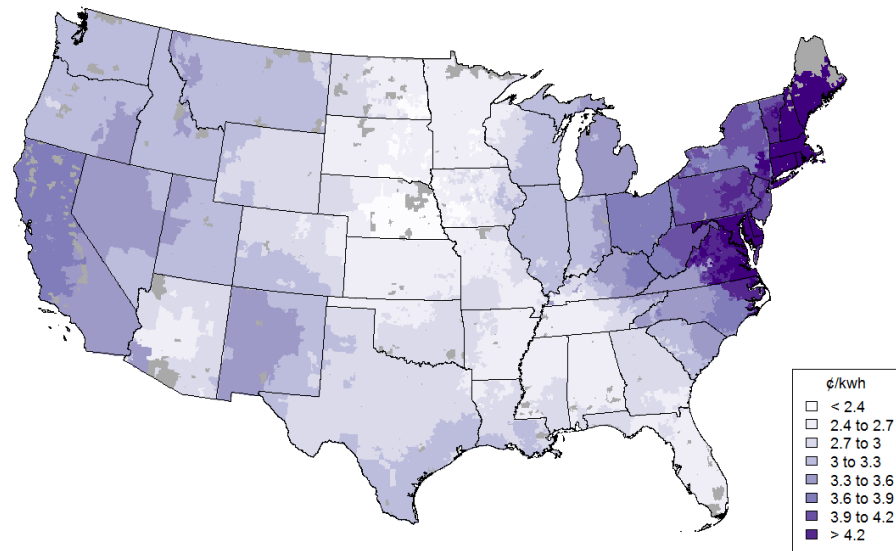 ¢/kwh
< 2.4
2.4 to 2.7
2.7 to 3
3 to 3.3
3.3 to 3.6
3.6 to 3.9
3.9 to 4.2
> 4.2